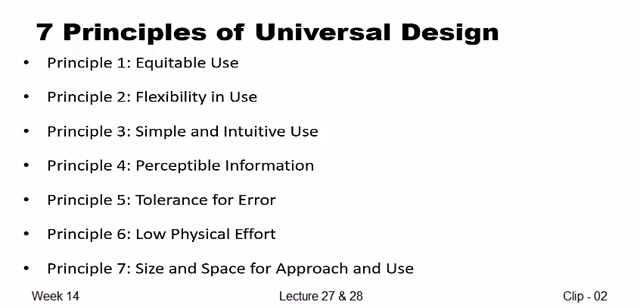 7 Principles of Universal Design
• Principle 1: Equitable Use
• Principle 2: Flexibility in Use
• Principle 3: Simple and Intuitive Use
• Principle 4: Perceptible Information
• Principle 5: Tolerance for Error
• Principle 6: Low Physical Effort
• Principle 7: Size and Space for Approach and Use
Week 14 Lecture 27 & 28 Clip - 02